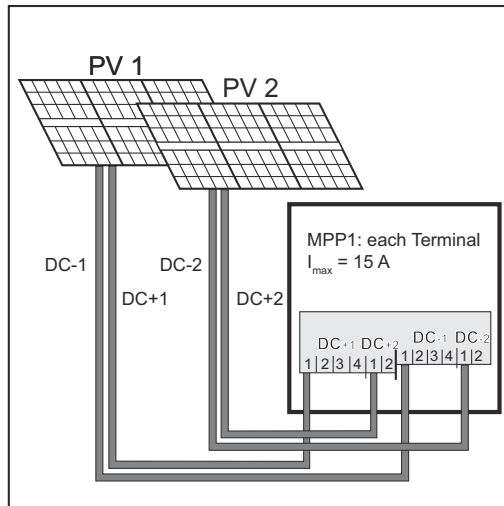 PV 1
PV 2
MPP1: each Terminal
Imax = 15 A
DC-1
DC-2
DC+1
DC+2
DC+1 DC+2 DC-1 DC-2
1 2 3 4 1 2 1 2 3 4 1 2